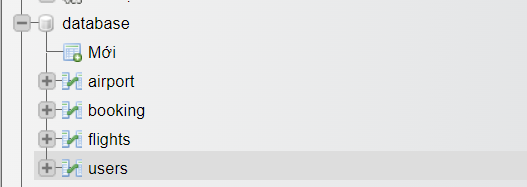 database
Mới
airport
booking
flights
users